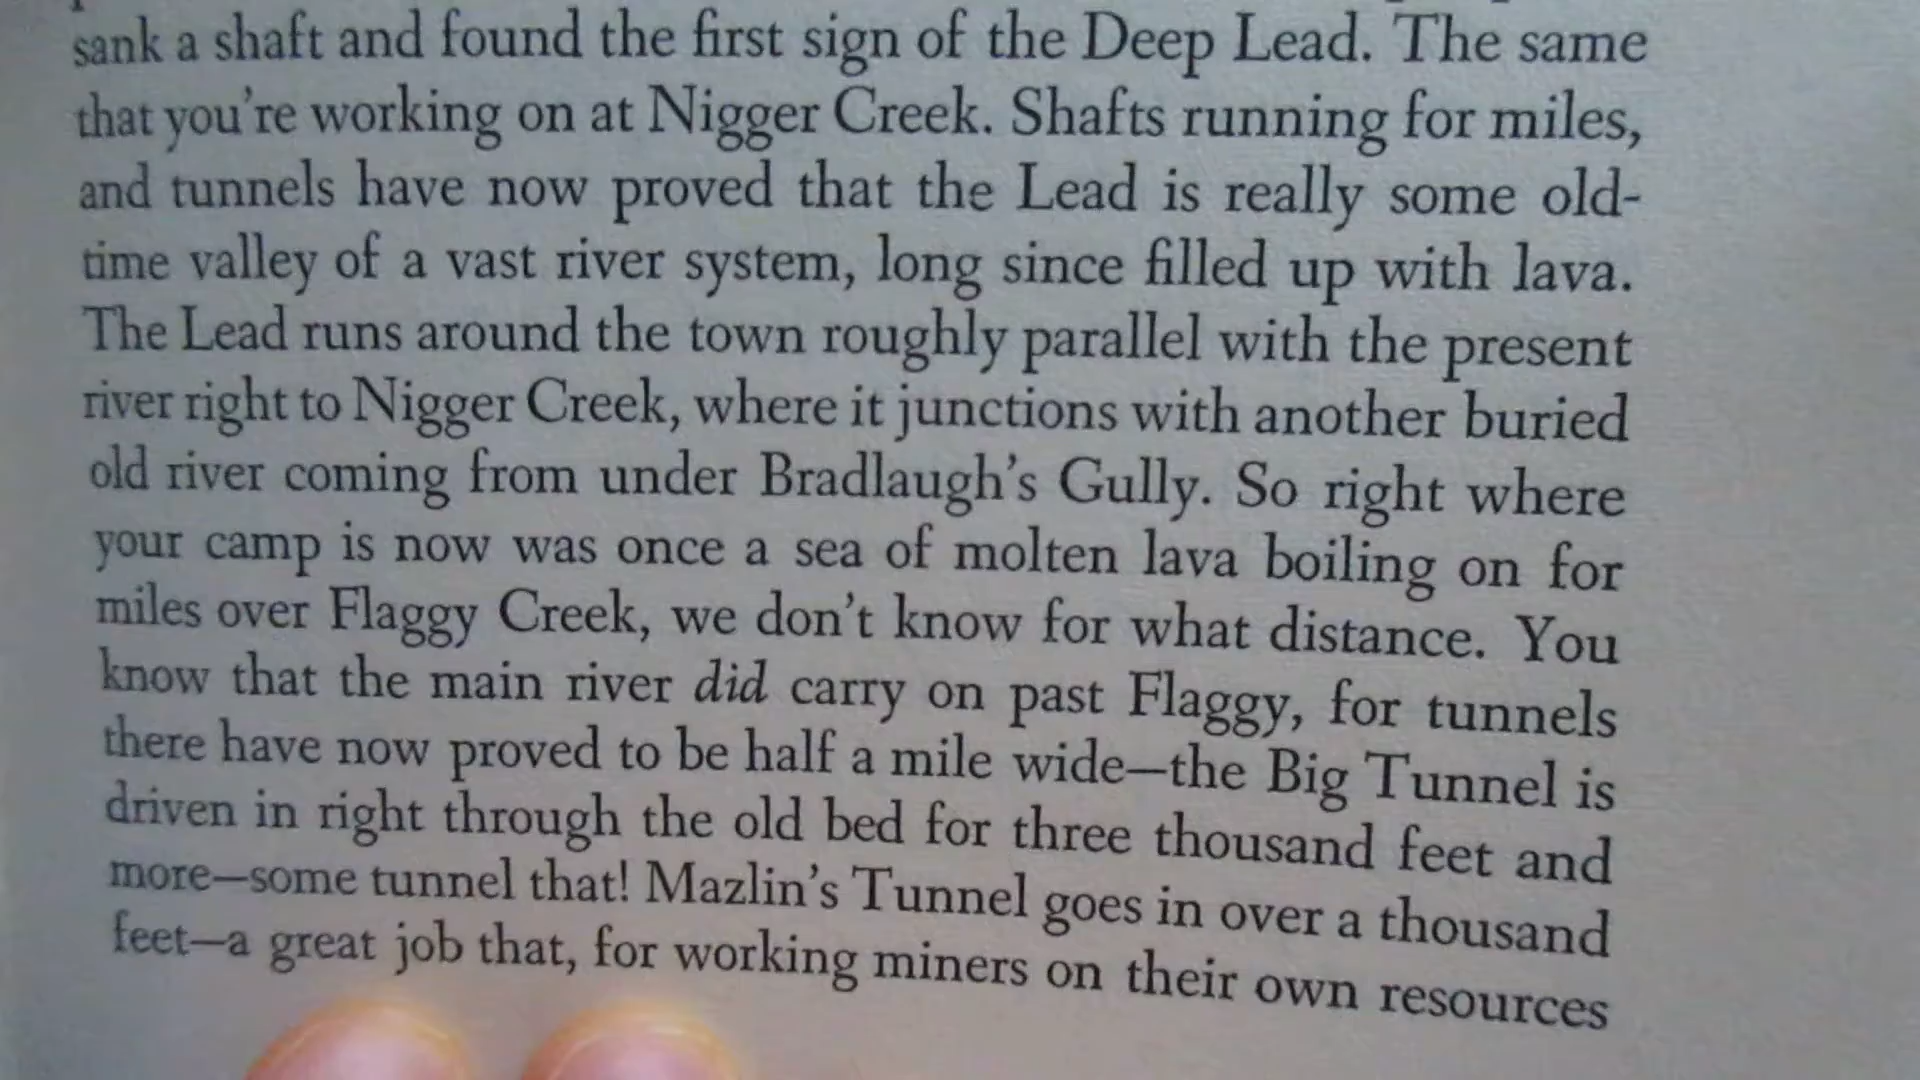 sank a shaft and found the first sign of the Deep Lead. The same
that you're working on at Nigger Creek. Shafts running for miles,
and tunnels have now proved that the Lead is really some old-
time valley of a vast river system, long since filled up with lava.
The Lead runs around the town roughly parallel with the present
river right to Nigger Creek, where it junctions with another buried
old river coming from under Bradlaugh's Gully. So right where
your camp is now was once a sea of molten lava boiling on for
miles over Flaggy Creek, we don't know for what distance. You
know that the main river did carry on past Flaggy, for tunnels
there have now proved to be half a mile wide—the Big Tunnel is
driven in right through the old bed for three thousand feet and
more—some tunnel that! Mazlin's Tunnel goes in over a thousand
feet—a great job that, for working miners on their own resources